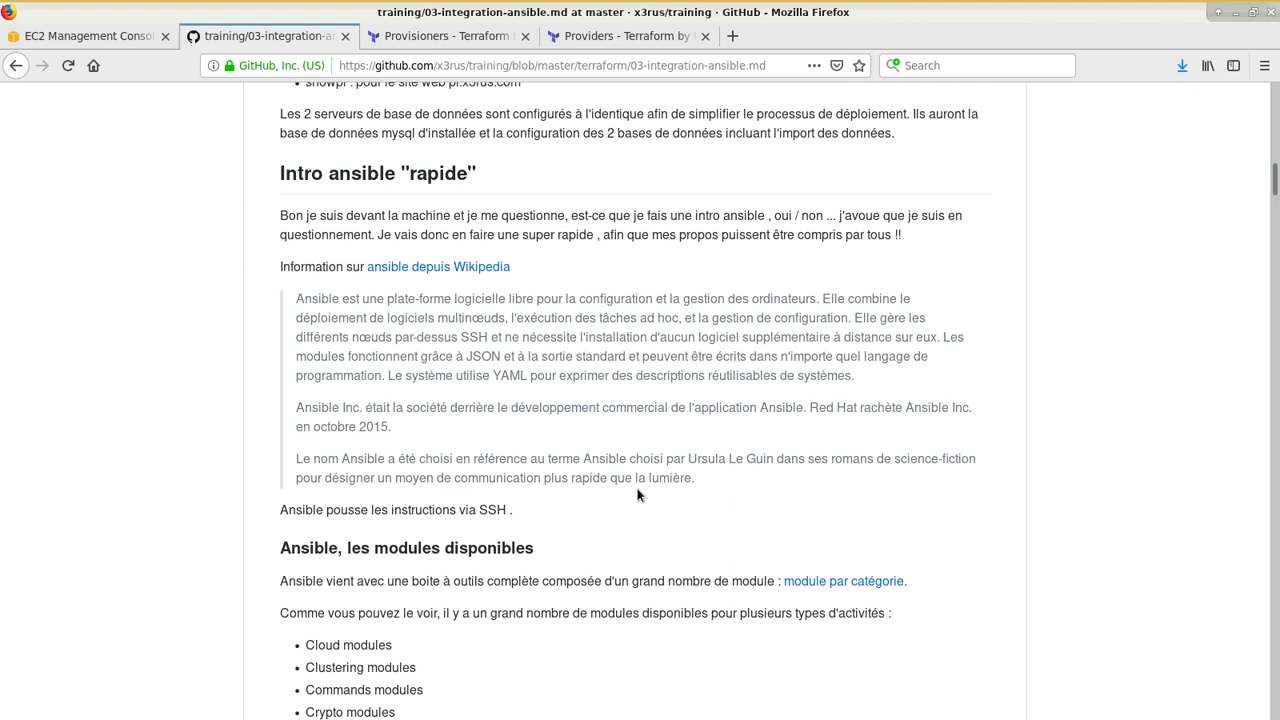 training/03-integration-ansible.md at master · x3rus/training · GitHub - Mozilla Firefox
EC2 Management Conso
training/03-integration-a
Provisioners - Terraform b
Providers - Terraform by
GitHub, Inc. (US)
https://github.com/x3rus/training/blob/master/terraform/03-integration-ansible.md
Search
showpr : pour le site web pr.x3rus.com
Les 2 serveurs de base de données sont configurés à l'identique afin de simplifier le processus de déploiement. Ils auront la
base de données mysql d'installée et la configuration des 2 bases de données incluant l'import des données.
Intro ansible "rapide"
Bon je suis devant la machine et je me questionne, est-ce que je fais une intro ansible , oui / non ... j'avoue que je suis en
questionnement. Je vais donc en faire une super rapide , afin que mes propos puissent être compris par tous !!
Information sur ansible depuis Wikipedia
Ansible est une plate-forme logicielle libre pour la configuration et la gestion des ordinateurs. Elle combine le
déploiement de logiciels multinœuds, l'exécution des tâches ad hoc, et la gestion de configuration. Elle gère les
différents nœuds par-dessus SSH et ne nécessite l'installation d'aucun logiciel supplémentaire à distance sur eux. Les
modules fonctionnent grâce à JSON et à la sortie standard et peuvent être écrits dans n'importe quel langage de
programmation. Le système utilise YAML pour exprimer des descriptions réutilisables de systèmes.
Ansible Inc. était la société derrière le développement commercial de l'application Ansible. Red Hat rachète Ansible Inc.
en octobre 2015.
Le nom Ansible a été choisi en référence au terme Ansible choisi par Ursula Le Guin dans ses romans de science-fiction
pour désigner un moyen de communication plus rapide que la lumière.
Ansible pousse les instructions via SSH .
Ansible, les modules disponibles
Ansible vient avec une boite à outils complète composée d'un grand nombre de module : module par catégorie.
Comme vous pouvez le voir, il y a un grand nombre de modules disponibles pour plusieurs types d'activités :
Cloud modules
Clustering modules
Commands modules
Crypto modules